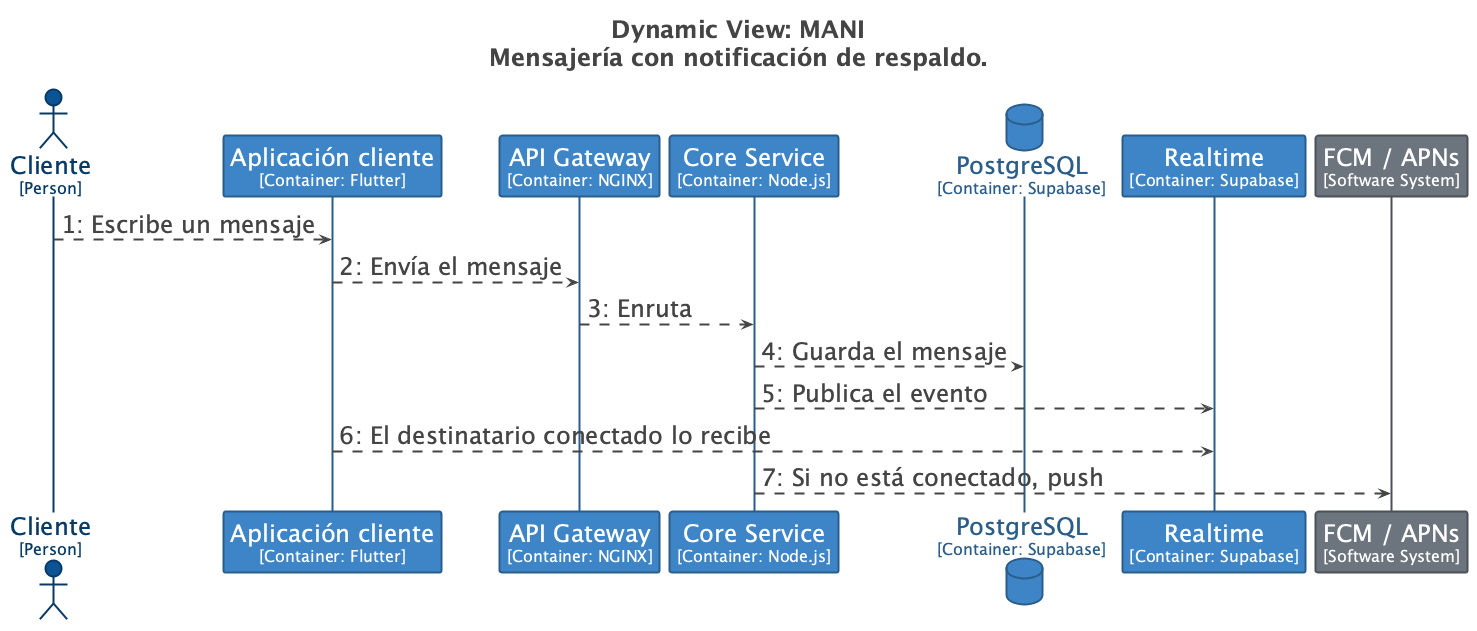 Dynamic View: MANI
Mensajería con notificación de respaldo.
Cliente
[Person]
Aplicación cliente
[Container: Flutter]
API Gateway
[Container: NGINX]
Core Service
[Container: Node.js]
PostgreSQL
[Container: Supabase]
Realtime
[Container: Supabase]
FCM / APNs
[Software System]
1: Escribe un mensaje
2: Envía el mensaje
3: Enruta
4: Guarda el mensaje
5: Publica el evento
6: El destinatario conectado lo recibe
7: Si no está conectado, push
Cliente
[Person]
Aplicación cliente
[Container: Flutter]
API Gateway
[Container: NGINX]
Core Service
[Container: Node.js]
PostgreSQL
[Container: Supabase]
Realtime
[Container: Supabase]
FCM / APNs
[Software System]